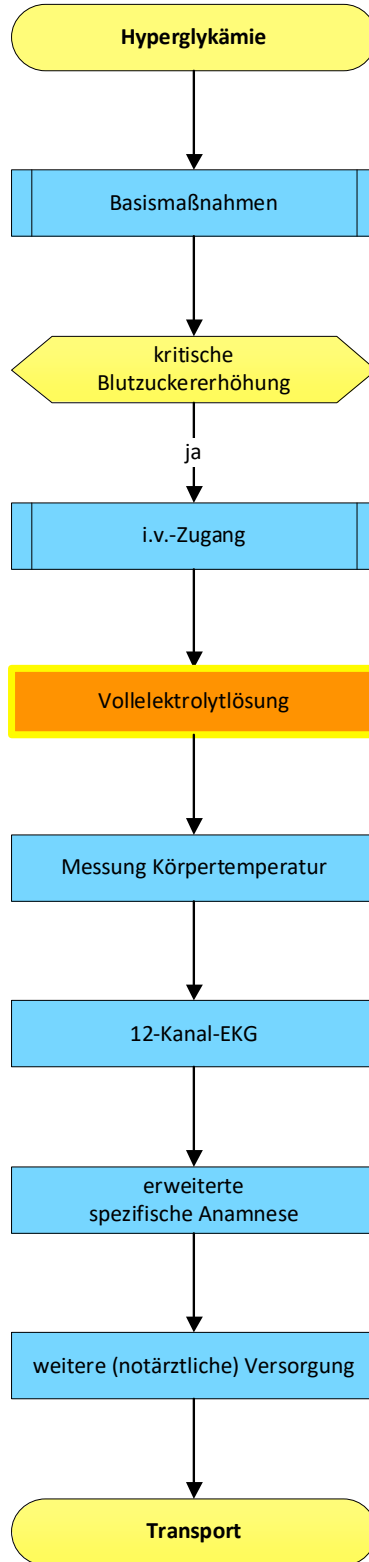 Hyperglykämie
Basismaßnahmen
kritische
Blutzuckererhöhung
ja
i.v.-Zugang
Vollelektrolytlösung
Messung Körpertemperatur
12-Kanal-EKG
erweiterte
spezifische Anamnese
weitere (notärztliche) Versorgung
Transport